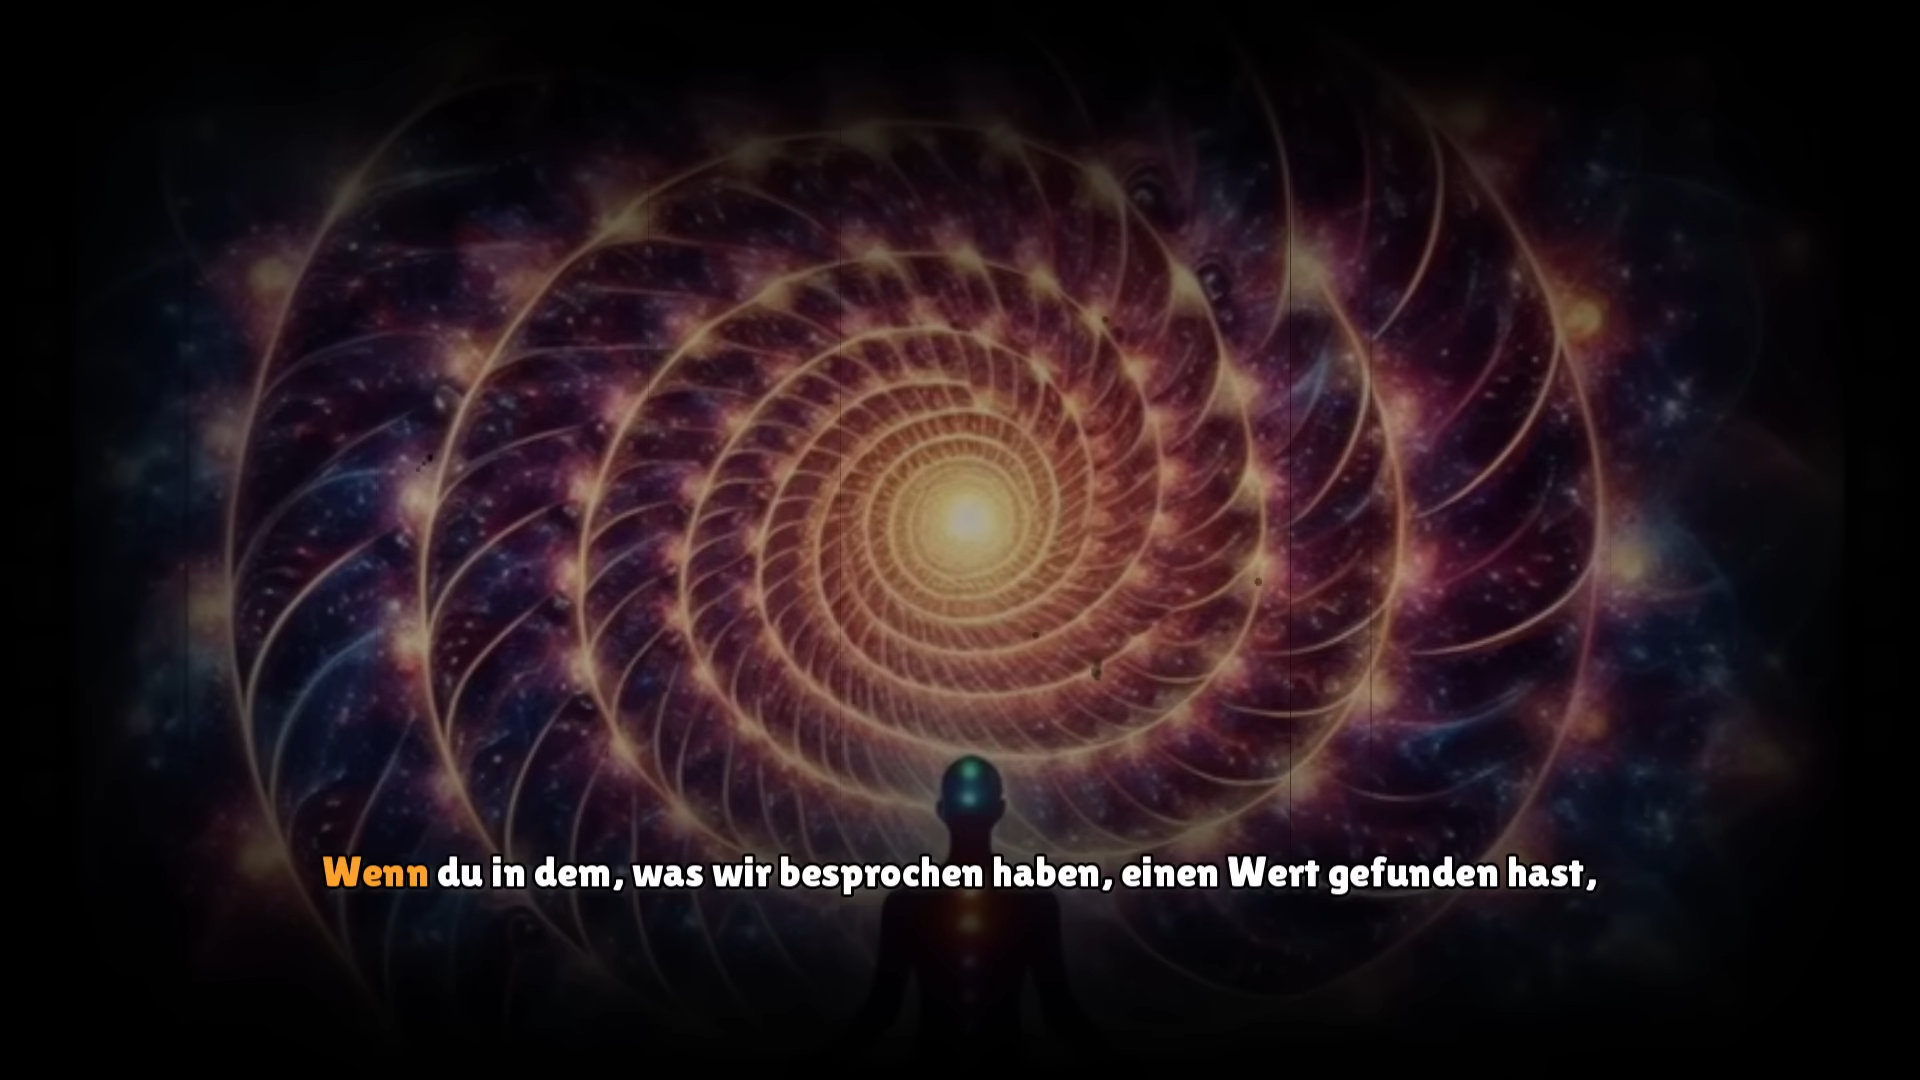 Wenn du in dem, was wir besprochen haben, einen Wert gefunden hast,